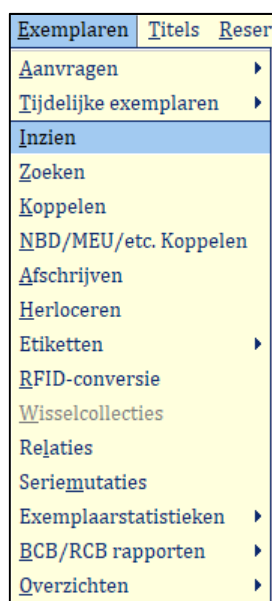 Exemplaren Titels Reser
Aanvragen
Tijdelijke exemplaren
Inzien
Zoeken
Koppelen
NBD/MEU/etc. Koppelen
Afschrijven
Herloceren
Etiketten
RFID-conversie
Wisselcollecties
Relaties
Seriemutaties
Exemplaarstatistieken
BCB/RCB rapporten
Overzichten